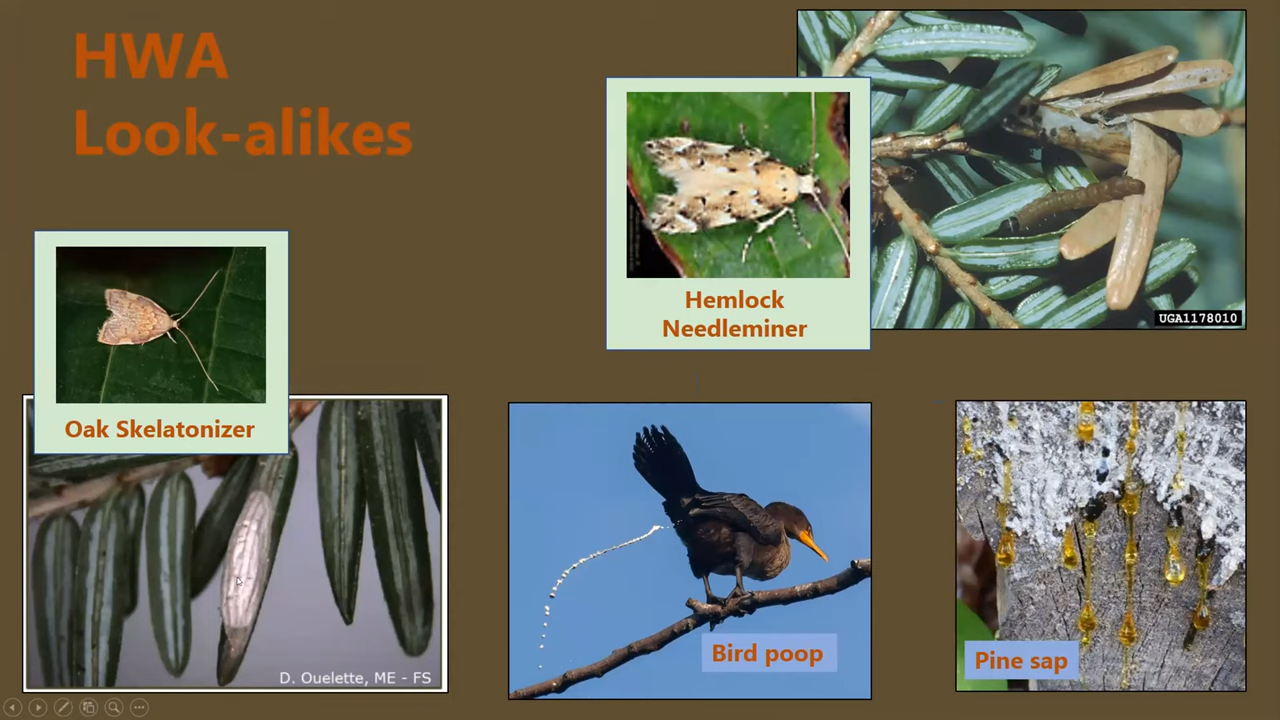 HWA
Look-alikes
Hemlock
Needleminer
UGA1178010
Oak Skelatonizer
D. Ouelette, ME - FS
Bird poop
Pine sap